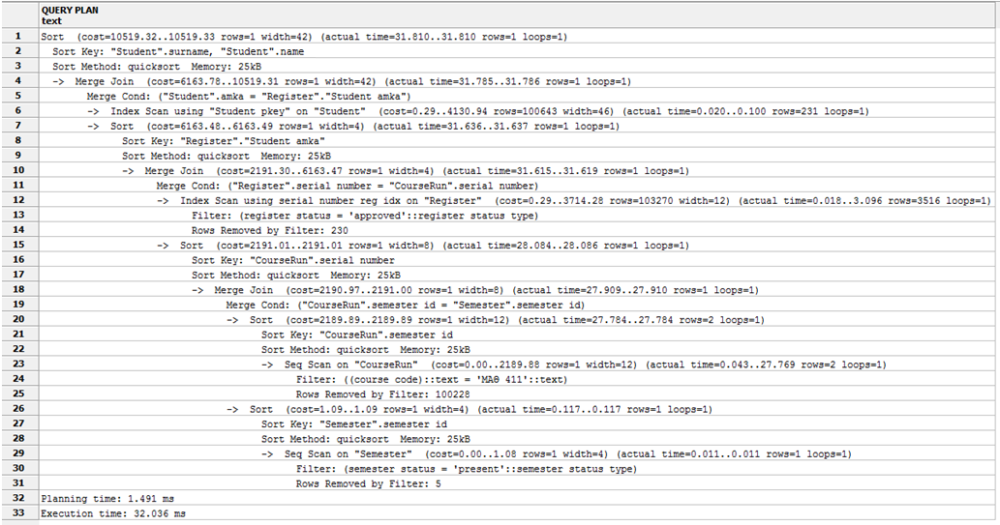 QUERY PLAN
text
1 Sort (cost=10519.32..10519.33 rows=1 width=42) (actual time=31.810..31.810 rows=1 loops=1)
2 Sort Key: "Student".surname, "Student".name
3 Sort Method: quicksort Memory: 25kB
4 -> Merge Join (cost=6163.78..10519.31 rows=1 width=42) (actual time=31.785..31.786 rows=1 loops=1)
5 Merge Cond: ("Student".amka = "Register"."Student amka")
6 -> Index Scan using "Student pkey" on "Student" (cost=0.29..4130.94 rows=100643 width=46) (actual time=0.020..0.100 rows=231 loops=1)
7 -> Sort (cost=6163.48..6163.49 rows=1 width=4) (actual time=31.636..31.637 rows=1 loops=1)
8 Sort Key: "Register"."Student amka"
9 Sort Method: quicksort Memory: 25kB
10 -> Merge Join (cost=2191.30..6163.47 rows=1 width=4) (actual time=31.615..31.619 rows=1 loops=1)
11 Merge Cond: ("Register".serial number = "CourseRun".serial number)
12 -> Index Scan using serial number reg idx on "Register" (cost=0.29..3714.28 rows=103270 width=12) (actual time=0.018..3.096 rows=3516 loops=1)
13 Filter: (register status = 'approved'::register status type)
14 Rows Removed by Filter: 230
15 -> Sort (cost=2191.01..2191.01 rows=1 width=8) (actual time=28.084..28.086 rows=1 loops=1)
16 Sort Key: "CourseRun".serial number
17 Sort Method: quicksort Memory: 25kB
18 -> Merge Join (cost=2190.97..2191.00 rows=1 width=8) (actual time=27.909..27.910 rows=1 loops=1)
19 Merge Cond: ("CourseRun".semester id = "Semester".semester id)
20 -> Sort (cost=2189.89..2189.89 rows=1 width=12) (actual time=27.784..27.784 rows=2 loops=1)
21 Sort Key: "CourseRun".semester id
22 Sort Method: quicksort Memory: 25kB
23 -> Seq Scan on "CourseRun" (cost=0.00..2189.88 rows=1 width=12) (actual time=0.043..27.769 rows=2 loops=1)
24 Filter: ((course code)::text = 'ΜΑΘ 411'::text)
25 Rows Removed by Filter: 100228
26 -> Sort (cost=1.09..1.09 rows=1 width=4) (actual time=0.117..0.117 rows=1 loops=1)
27 Sort Key: "Semester".semester id
28 Sort Method: quicksort Memory: 25kB
29 -> Seq Scan on "Semester" (cost=0.00..1.08 rows=1 width=4) (actual time=0.011..0.011 rows=1 loops=1)
30 Filter: (semester status = 'present'::semester status type)
31 Rows Removed by Filter: 5
32 Planning time: 1.491 ms
33 Execution time: 32.036 ms